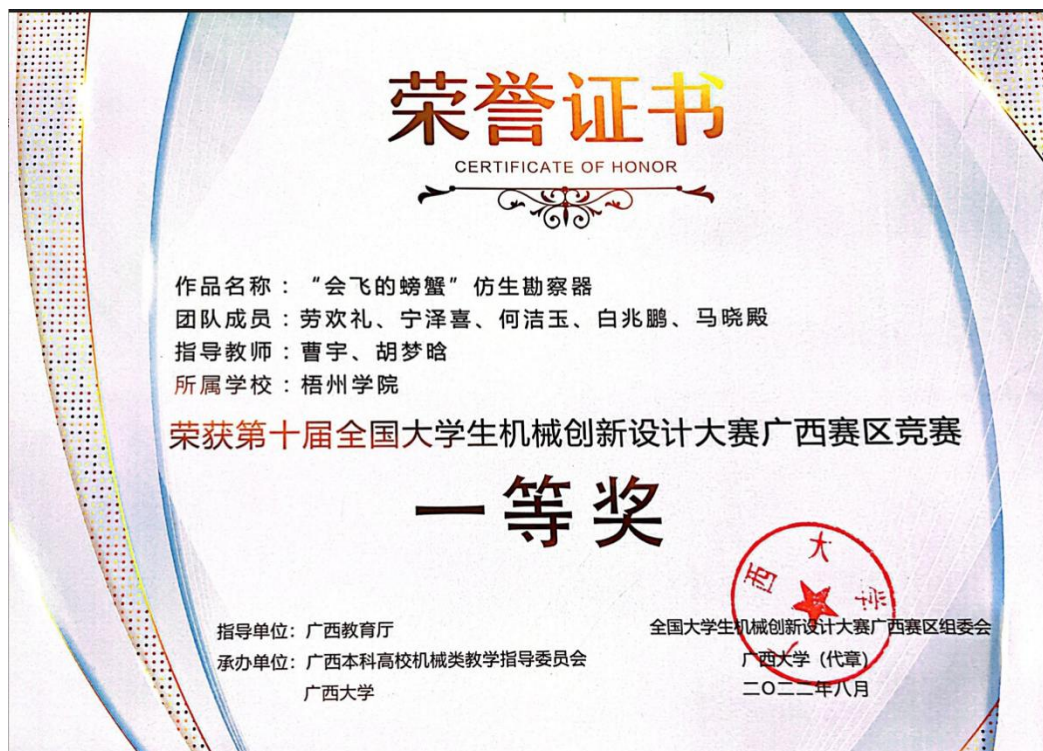 荣誉证书
CERTIFICATE OF HONOR
作品名称：“会飞的螃蟹”仿生勘察器
团队成员：劳欢礼、宁泽喜、何洁玉、白兆鹏、马晓殿
指导教师：曹宇、胡梦晗
所属学校：梧州学院
荣获第十届全国大学生机械创新设计大赛广西赛区竞赛
一等奖
指导单位：广西教育厅
承办单位：广西本科高校机械类教学指导委员会
广西大学
西大学
全国大学生机械创新设计大赛广西赛区组委会
广西大学（代章）
二〇二二年八月